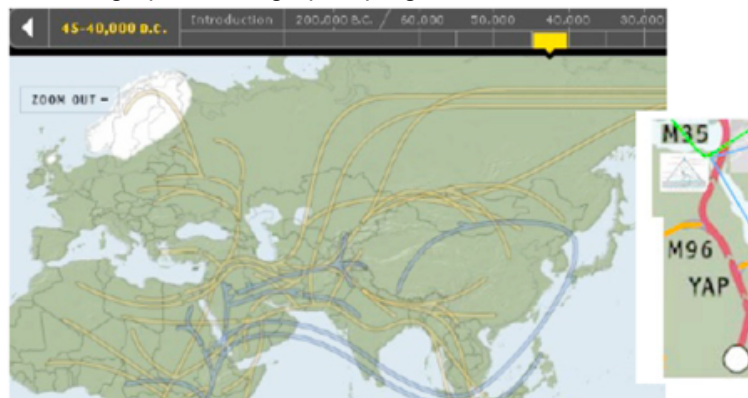 45-40,000 B.C.
Introduction
200,000 B.C.
60,000
50,000
40,000
30,000
ZOOM OUT -
M35
M96
YAP